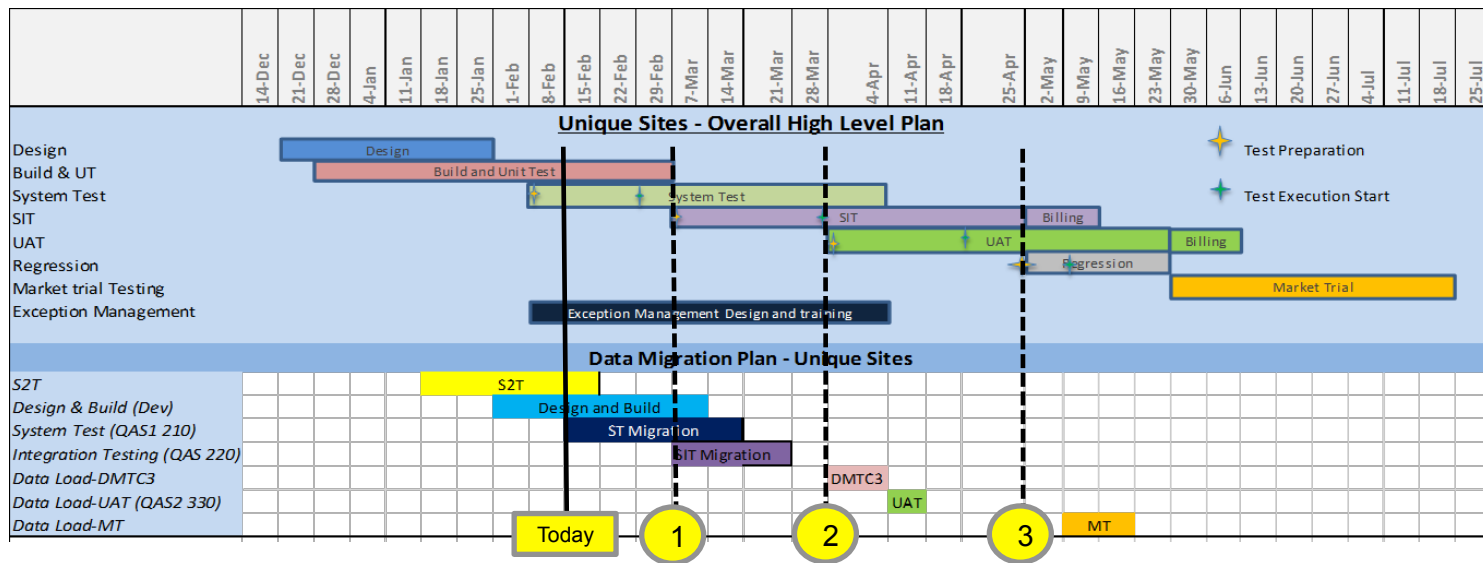 14-Dec 21-Dec 28-Dec 4-Jan 11-Jan 18-Jan 25-Jan 1-Feb 8-Feb 15-Feb 22-Feb 29-Feb 7-Mar 14-Mar 21-Mar 28-Mar 4-Apr 11-Apr 18-Apr 25-Apr 2-May 9-May 16-May 23-May 30-May 6-Jun 13-Jun 20-Jun 27-Jun 4-Jul 11-Jul 18-Jul 25-Jul
Unique Sites - Overall High Level Plan
Design Design Test Preparation
Build & UT Build and Unit Test
System Test System Test Test Execution Start
SIT SIT Billing
UAT UAT Billing
Regression Regression
Market trial Testing Market Trial
Exception Management Exception Management Design and training
Data Migration Plan - Unique Sites
S2T S2T
Design & Build (Dev) Design and Build
System Test (QAS1 210) ST Migration
Integration Testing (QAS 220) SIT Migration
Data Load-DMTC3 DMTC3
Data Load-UAT (QAS2 330) UAT
Data Load-MT MT
Today 1 2 3